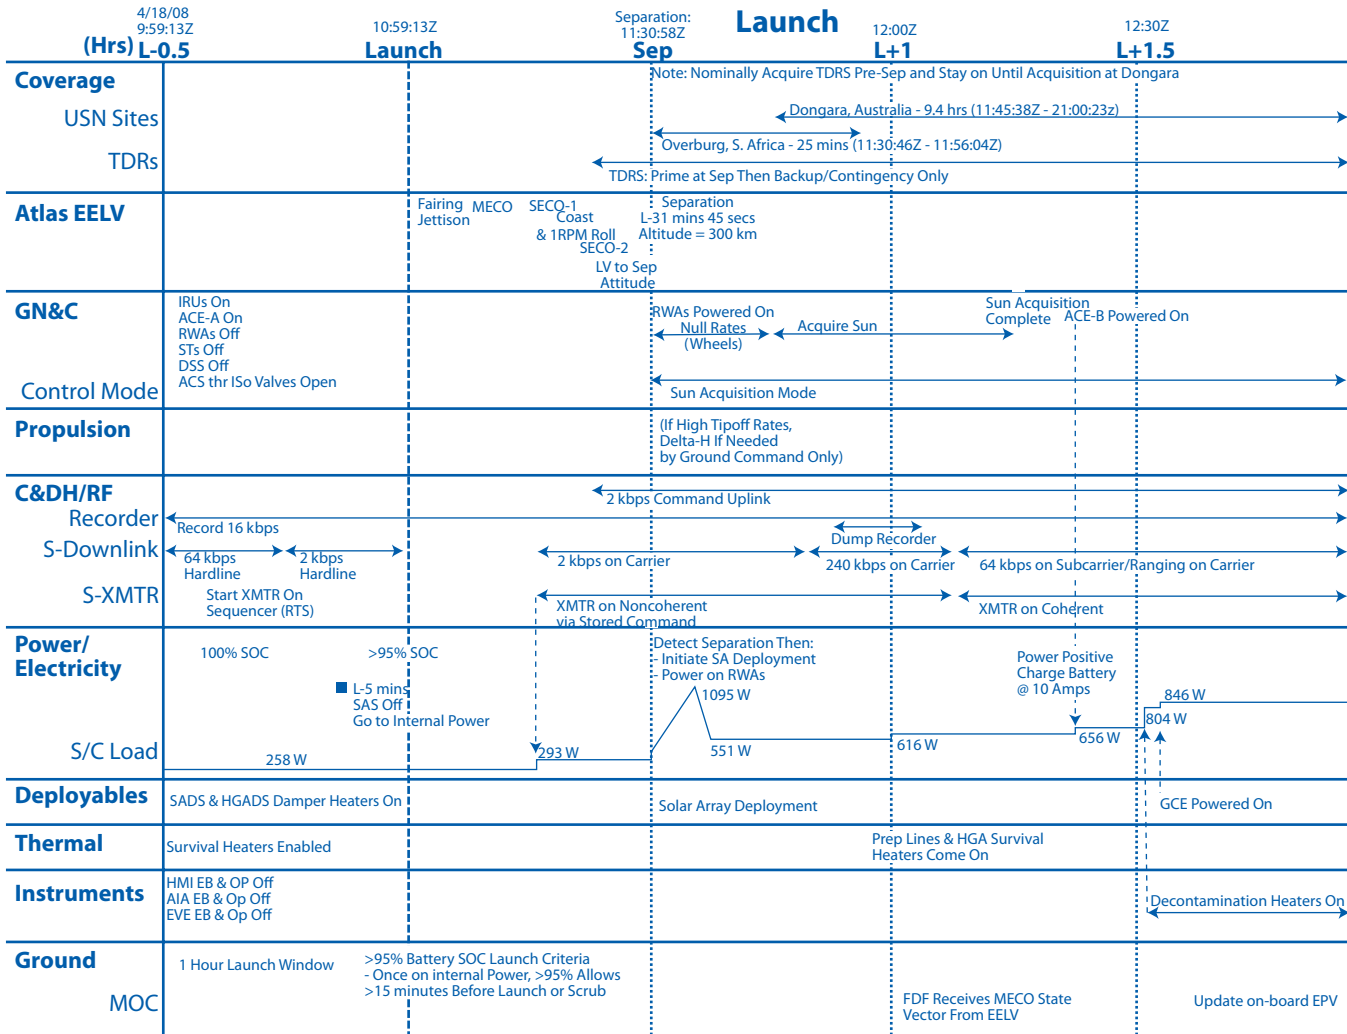 Launch
4/18/08
9:59:13Z
(Hrs) L-0.5
10:59:13Z
Launch
Separation:
11:30:58Z
Sep
12:00Z
L+1
12:30Z
L+1.5
Coverage
Note: Nominally Acquire TDRS Pre-Sep and Stay on Until Acquisition at Dongara
USN Sites
Dongara, Australia - 9.4 hrs (11:45:38Z - 21:00:23z)
Overburg, S. Africa - 25 mins (11:30:46Z - 11:56:04Z)
TDRs
TDRS: Prime at Sep Then Backup/Contingency Only
Atlas EELV
Fairing
Jettison
MECO
SECO-1
Coast
& 1RPM Roll
SECO-2
LV to Sep
Attitude
Separation
L-31 mins 45 secs
Altitude = 300 km
GN&C
IRUs On
ACE-A On
RWAs Off
STs Off
DSS Off
ACS thr ISo Valves Open
RWAs Powered On
Null Rates
(Wheels)
Acquire Sun
Sun Acquisition
Complete
ACE-B Powered On
Control Mode
Sun Acquisition Mode
Propulsion
(If High Tipoff Rates,
Delta-H If Needed
by Ground Command Only)
C&DH/RF
2 kbps Command Uplink
Recorder
Record 16 kbps
Dump Recorder
S-Downlink
64 kbps
Hardline
2 kbps
Hardline
2 kbps on Carrier
240 kbps on Carrier
64 kbps on Subcarrier/Ranging on Carrier
S-XMTR
Start XMTR On
Sequencer (RTS)
XMTR on Noncoherent
via Stored Command
XMTR on Coherent
Power/
Electricity
100% SOC
>95% SOC
L-5 mins
SAS Off
Go to Internal Power
Detect Separation Then:
- Initiate SA Deployment
- Power on RWAs
Power Positive
Charge Battery
@ 10 Amps
S/C Load
258 W
293 W
1095 W
551 W
616 W
656 W
804 W
846 W
Deployables
SADS & HGADS Damper Heaters On
Solar Array Deployment
GCE Powered On
Thermal
Survival Heaters Enabled
Prep Lines & HGA Survival
Heaters Come On
Instruments
HMI EB & OP Off
AIA EB & Op Off
EVE EB & Op Off
Decontamination Heaters On
Ground
1 Hour Launch Window
>95% Battery SOC Launch Criteria
- Once on internal Power, >95% Allows
>15 minutes Before Launch or Scrub
MOC
FDF Receives MECO State
Vector From EELV
Update on-board EPV